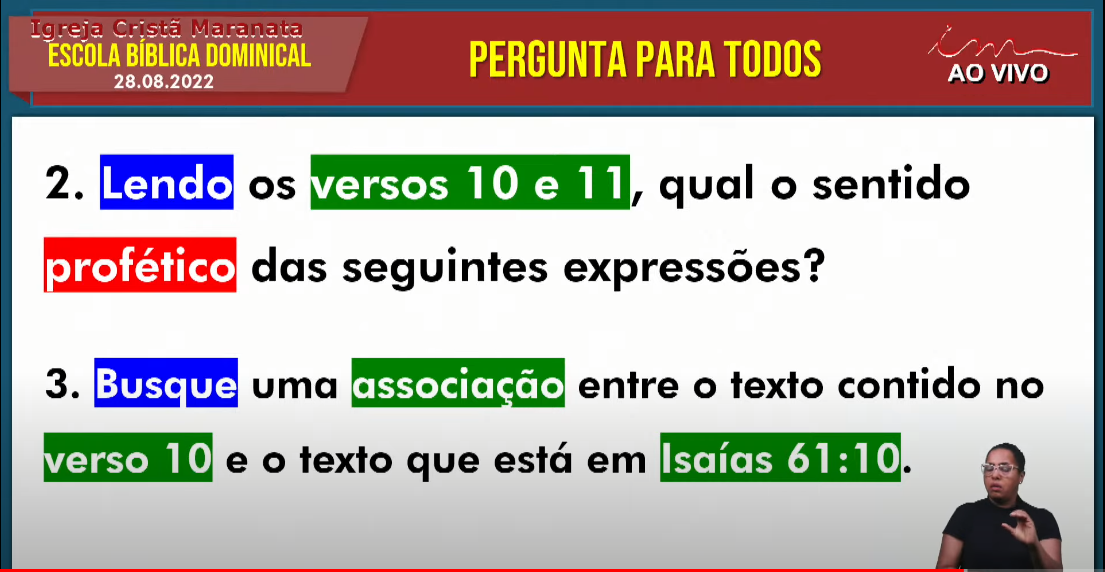 Igreja Cristã Maranata
ESCOLA BÍBLICA DOMINICAL
28.08.2022
PERGUNTA PARA TODOS
AO VIVO
2. Lendo os versos 10 e 11, qual o sentido
profético das seguintes expressões?
3. Busque uma associação entre o texto contido no
verso 10 e o texto que está em Isaías 61:10.